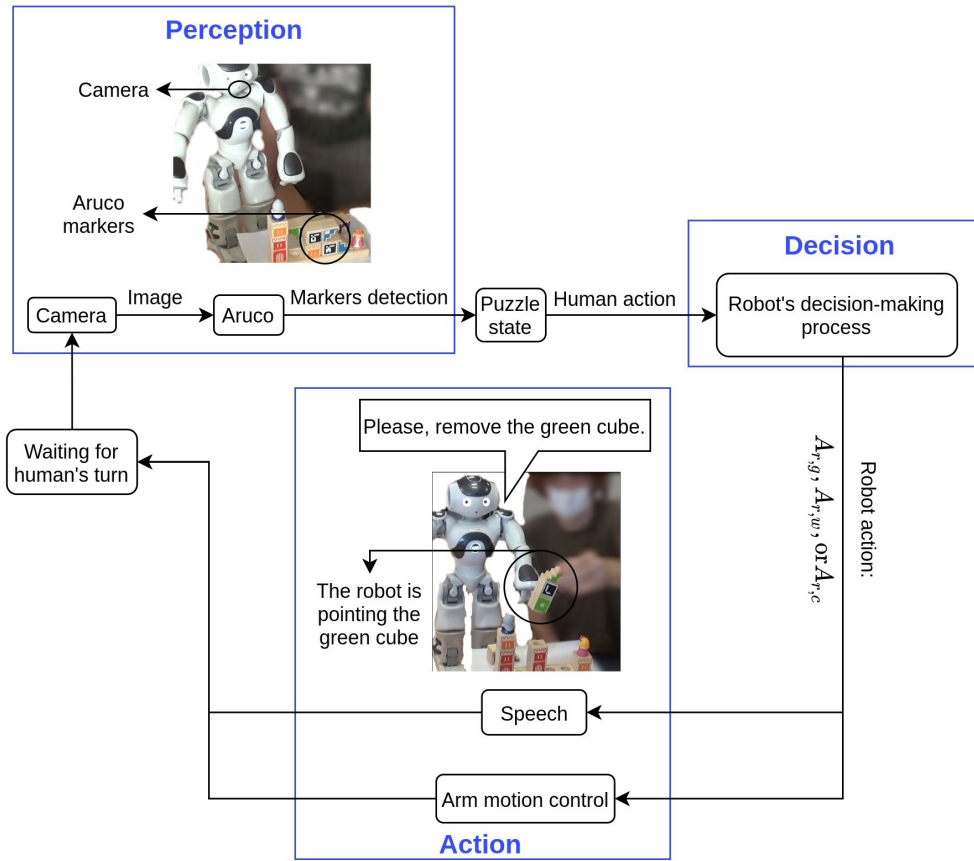 Perception
Camera
Aruco
markers
Camera
Image
Aruco
Markers detection
Puzzle
state
Human action
Decision
Robot's decision-making
process
Robot action:
A_{r,g}, A_{r,w}, or A_{r,c}
Waiting for
human's turn
Please, remove the green cube.
The robot is
pointing the
green cube
Speech
Arm motion control
Action